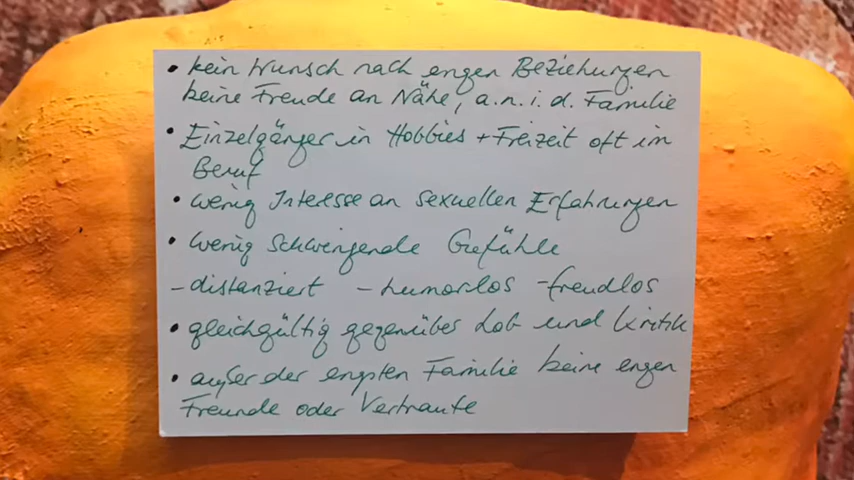 • kein Wunsch nach engen Beziehungen
keine Freude an Nähe, a.n.i.d. Familie
• Einzelgänger in Hobbies + Freizeit oft im
Beruf
• wenig Interesse an sexuellen Erfahrungen
• wenig schwingende Gefühle
- distanziert - humorlos - freudlos
• gleichgültig gegenüber Lob und Kritik
• außer der engsten Familie keine engen
Freunde oder Vertraute